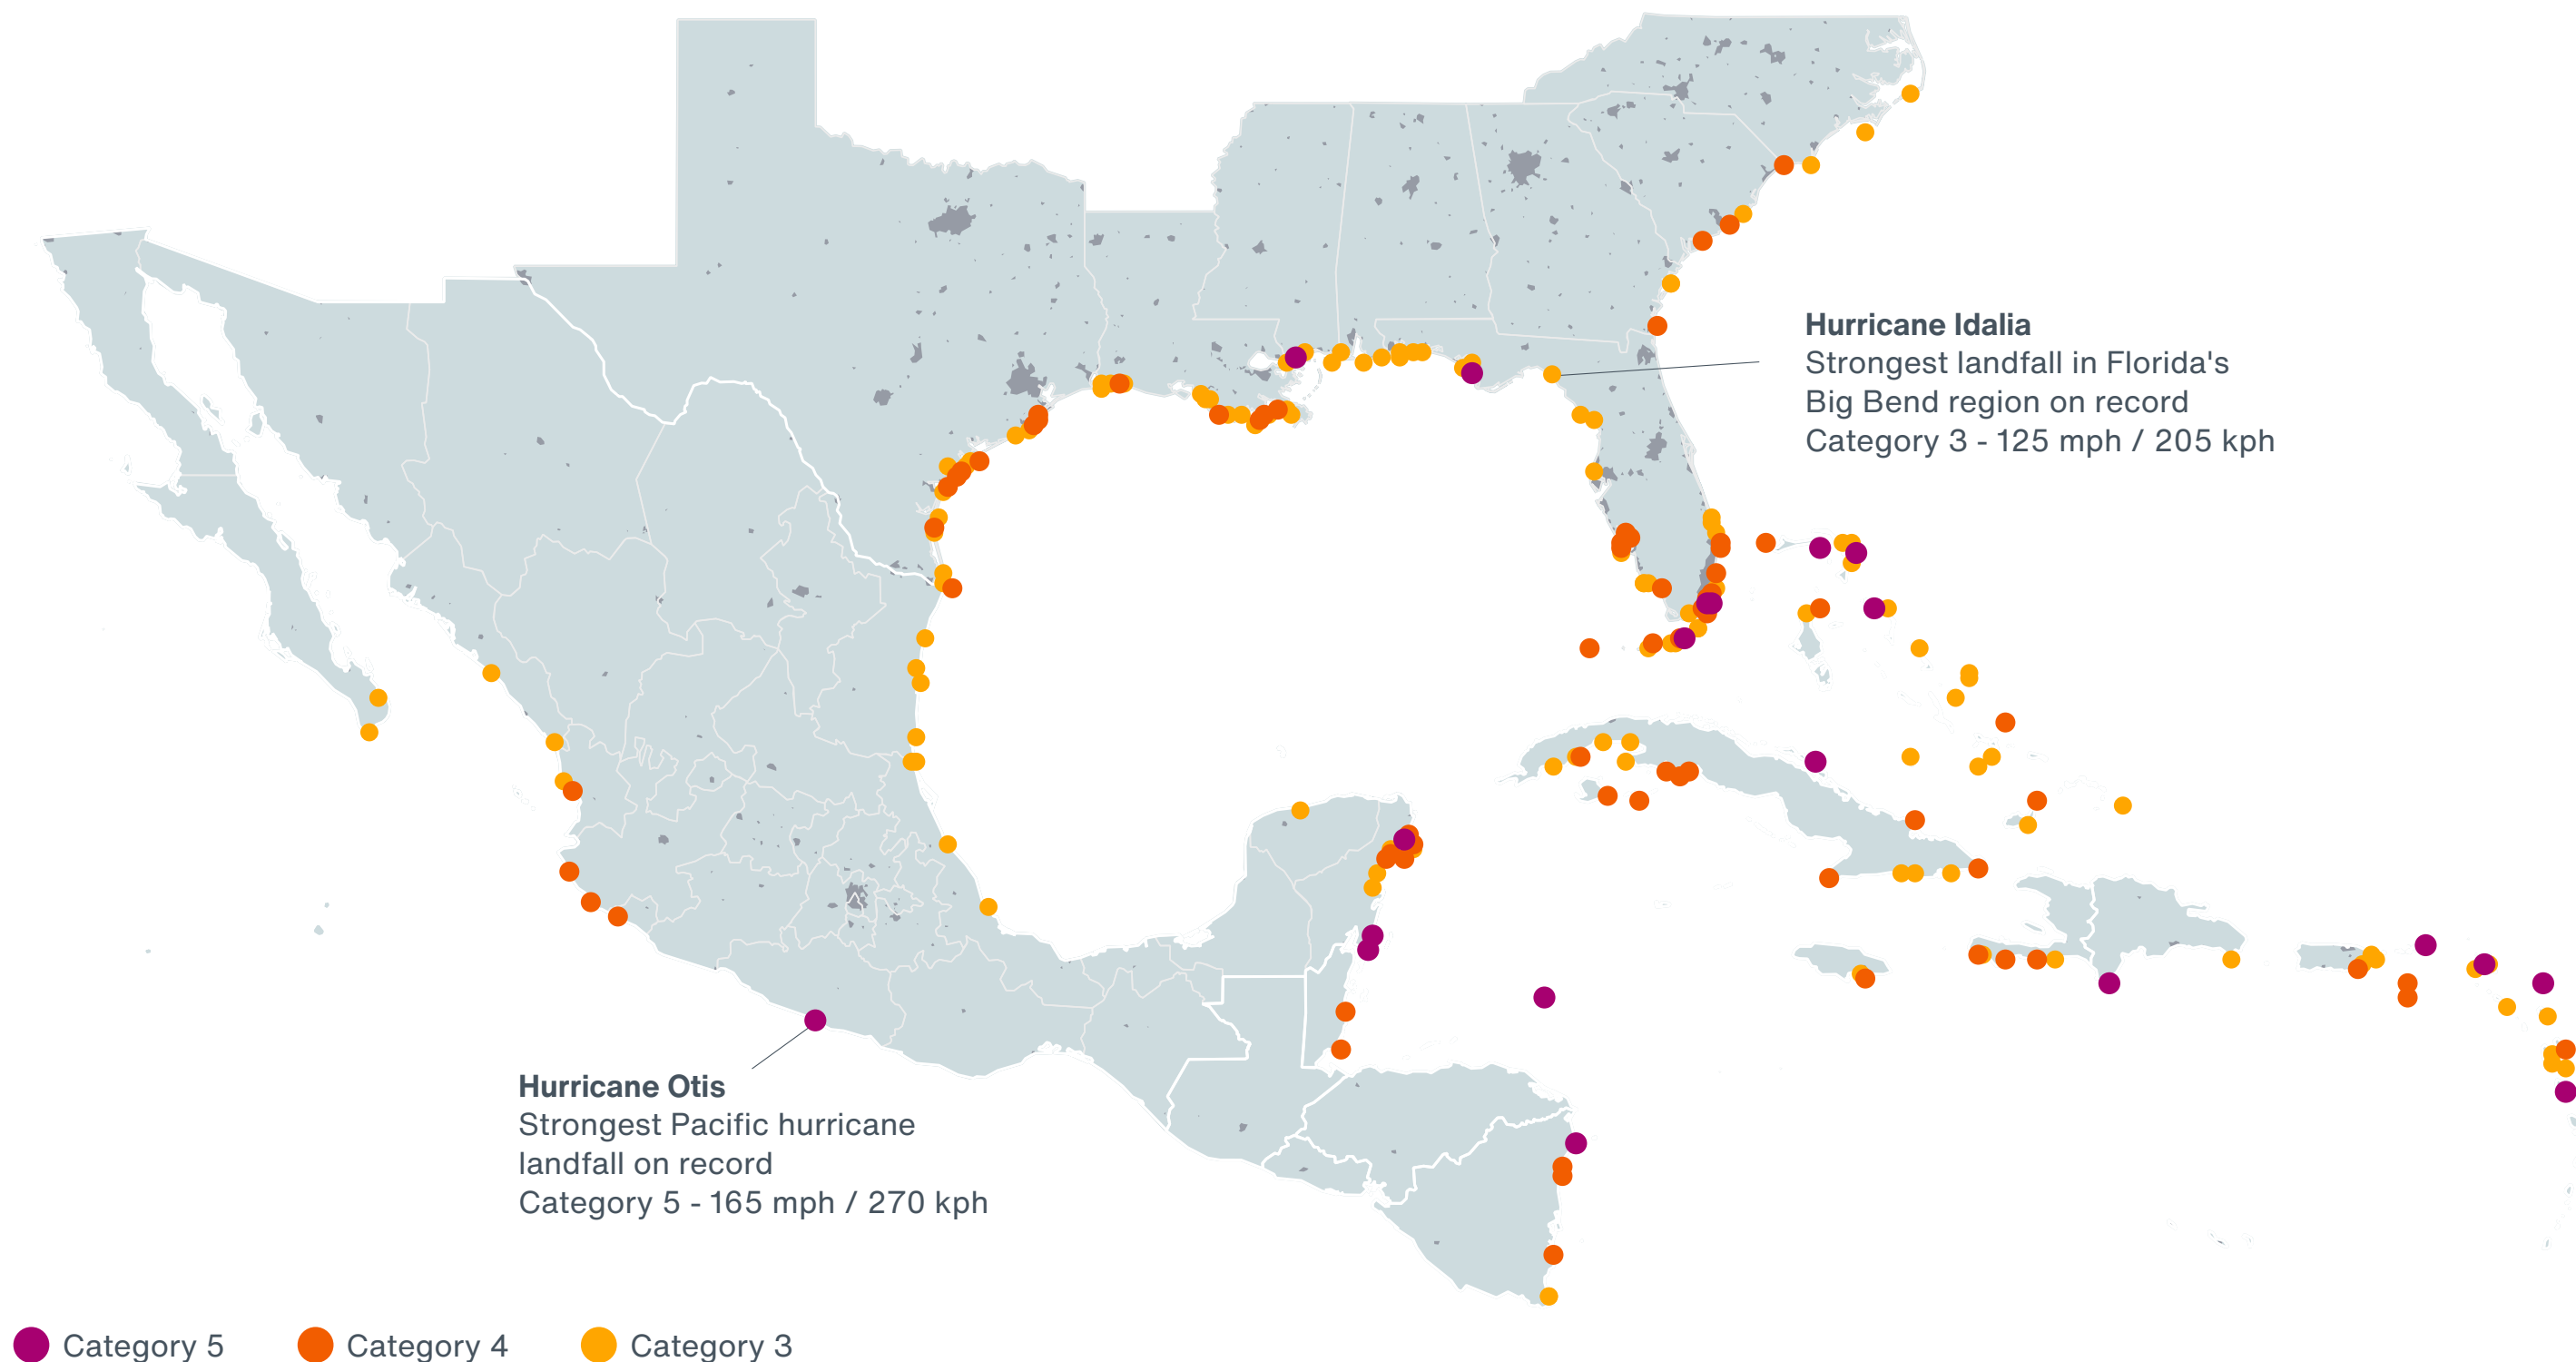 Hurricane Idalia
Strongest landfall in Florida's
Big Bend region on record
Category 3 - 125 mph / 205 kph
Hurricane Otis
Strongest Pacific hurricane
landfall on record
Category 5 - 165 mph / 270 kph
Category 5
Category 4
Category 3